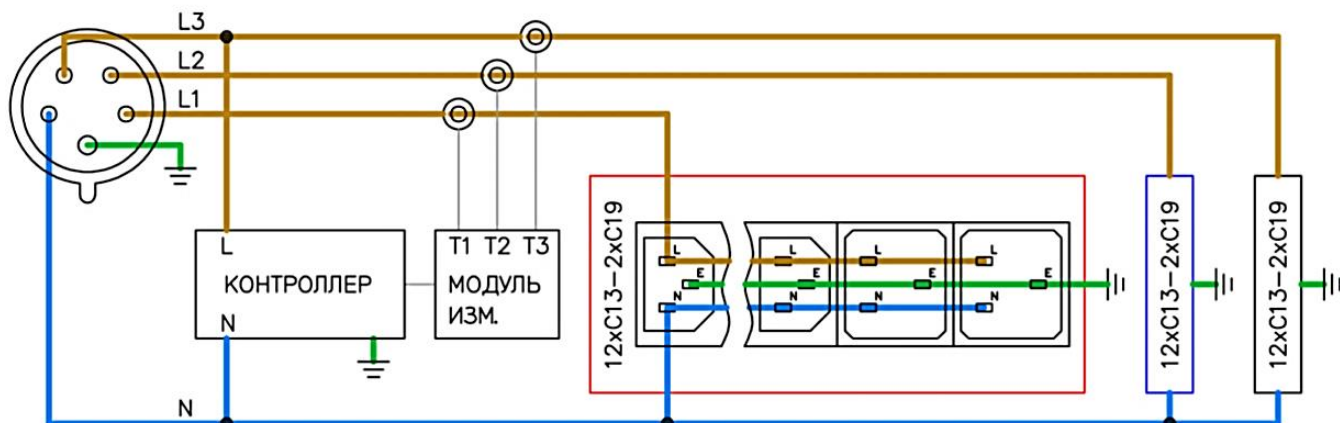 L3
L2
L1
L
КОНТРОЛЛЕР
N
T1 T2 T3
МОДУЛЬ
ИЗМ.
12xC13-2xC19
L
E
N
L
E
N
L
E
N
L
E
N
12xC13-2xC19
12xC13-2xC19
N